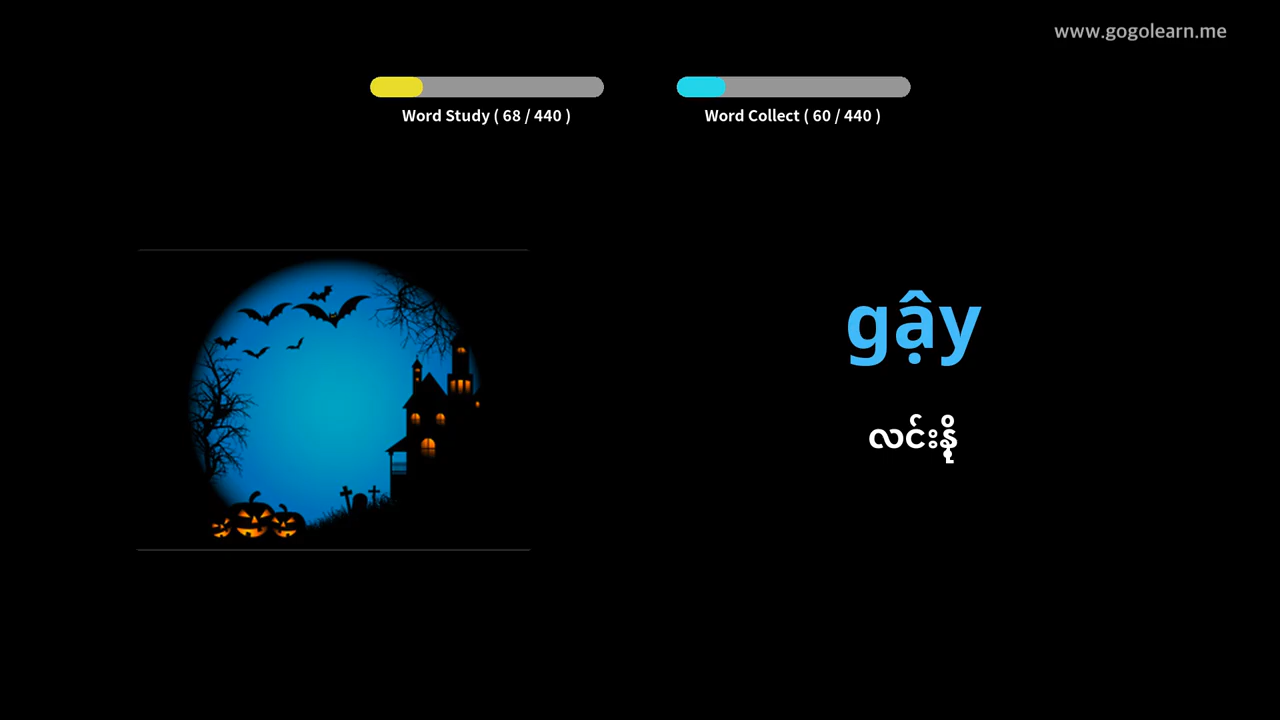 www.gogolearn.me
Word Study ( 68 / 440 )
Word Collect ( 60 / 440 )
gậy
လင်းနို့